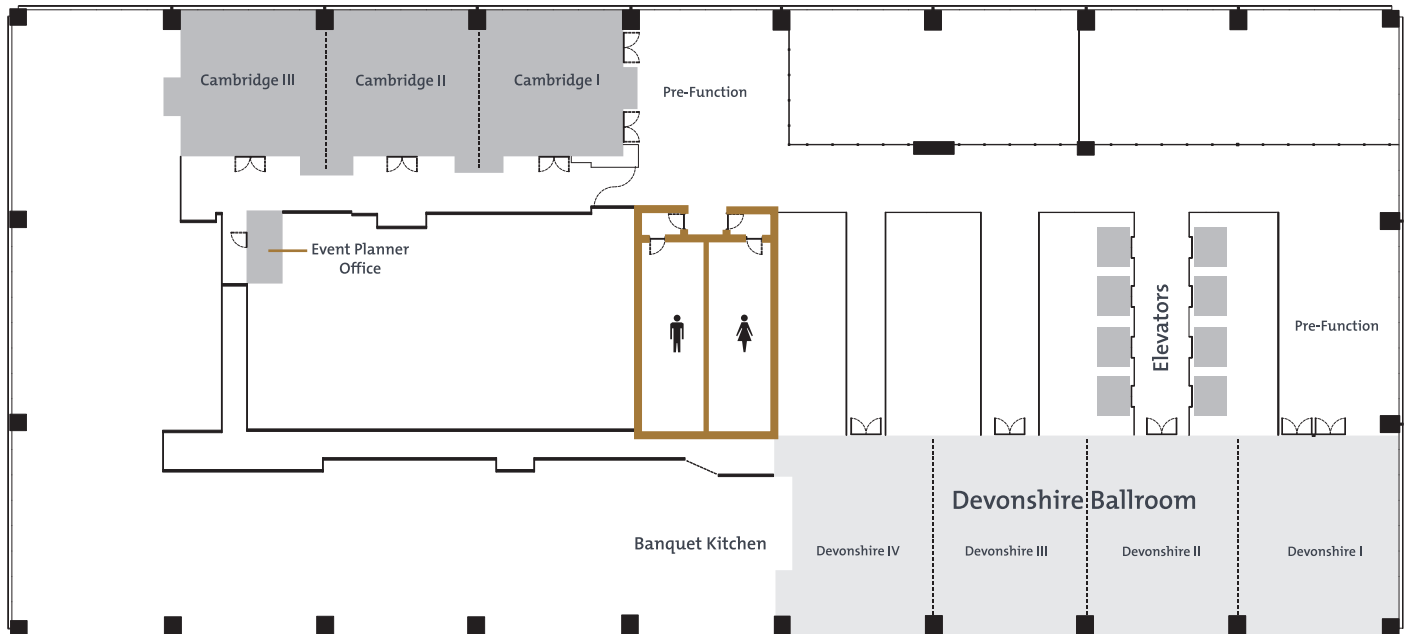 Cambridge III
Cambridge II
Cambridge I
Pre-Function
Event Planner
Office
Elevators
Pre-Function
Devonshire Ballroom
Banquet Kitchen
Devonshire IV
Devonshire III
Devonshire II
Devonshire I